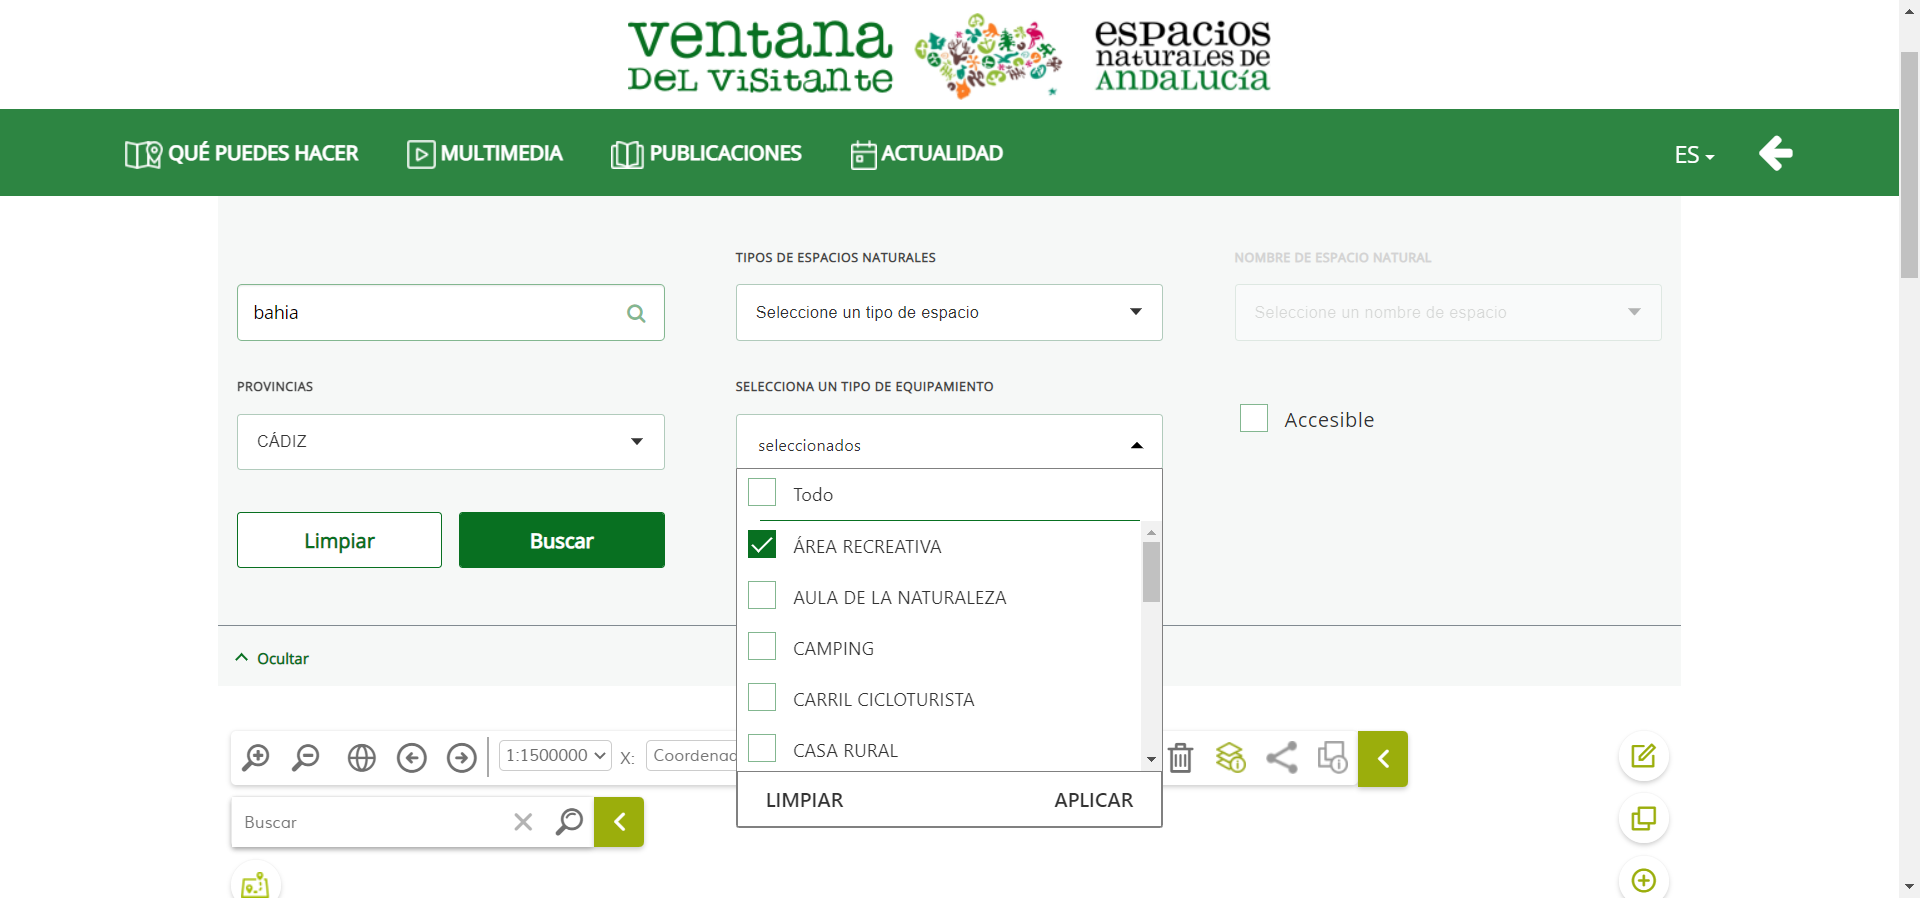 ventana
DEL VISITANTE
espacios
naturales de
ANDALUCÍA
QUÉ PUEDES HACER
MULTIMEDIA
PUBLICACIONES
ACTUALIDAD
ES
TIPOS DE ESPACIOS NATURALES
NOMBRE DE ESPACIO NATURAL
bahia
Seleccione un tipo de espacio
Seleccione un nombre de espacio
PROVINCIAS
SELECCIONA UN TIPO DE EQUIPAMIENTO
CÁDIZ
seleccionados
Accesible
Todo
Limpiar
Buscar
ÁREA RECREATIVA
AULA DE LA NATURALEZA
CAMPING
Ocultar
CARRIL CICLOTURISTA
CASA RURAL
1:1500000
X:
Coordenad
LIMPIAR
APLICAR
Buscar